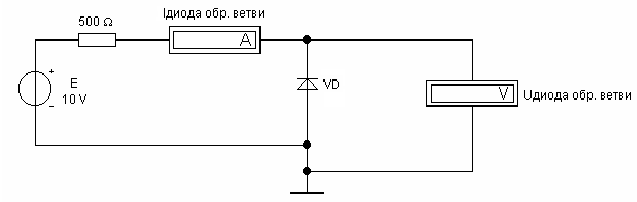 Iдиода обр. ветви
500 Ω
A
E
10 V
+
−
VD
V
Uдиода обр. ветви